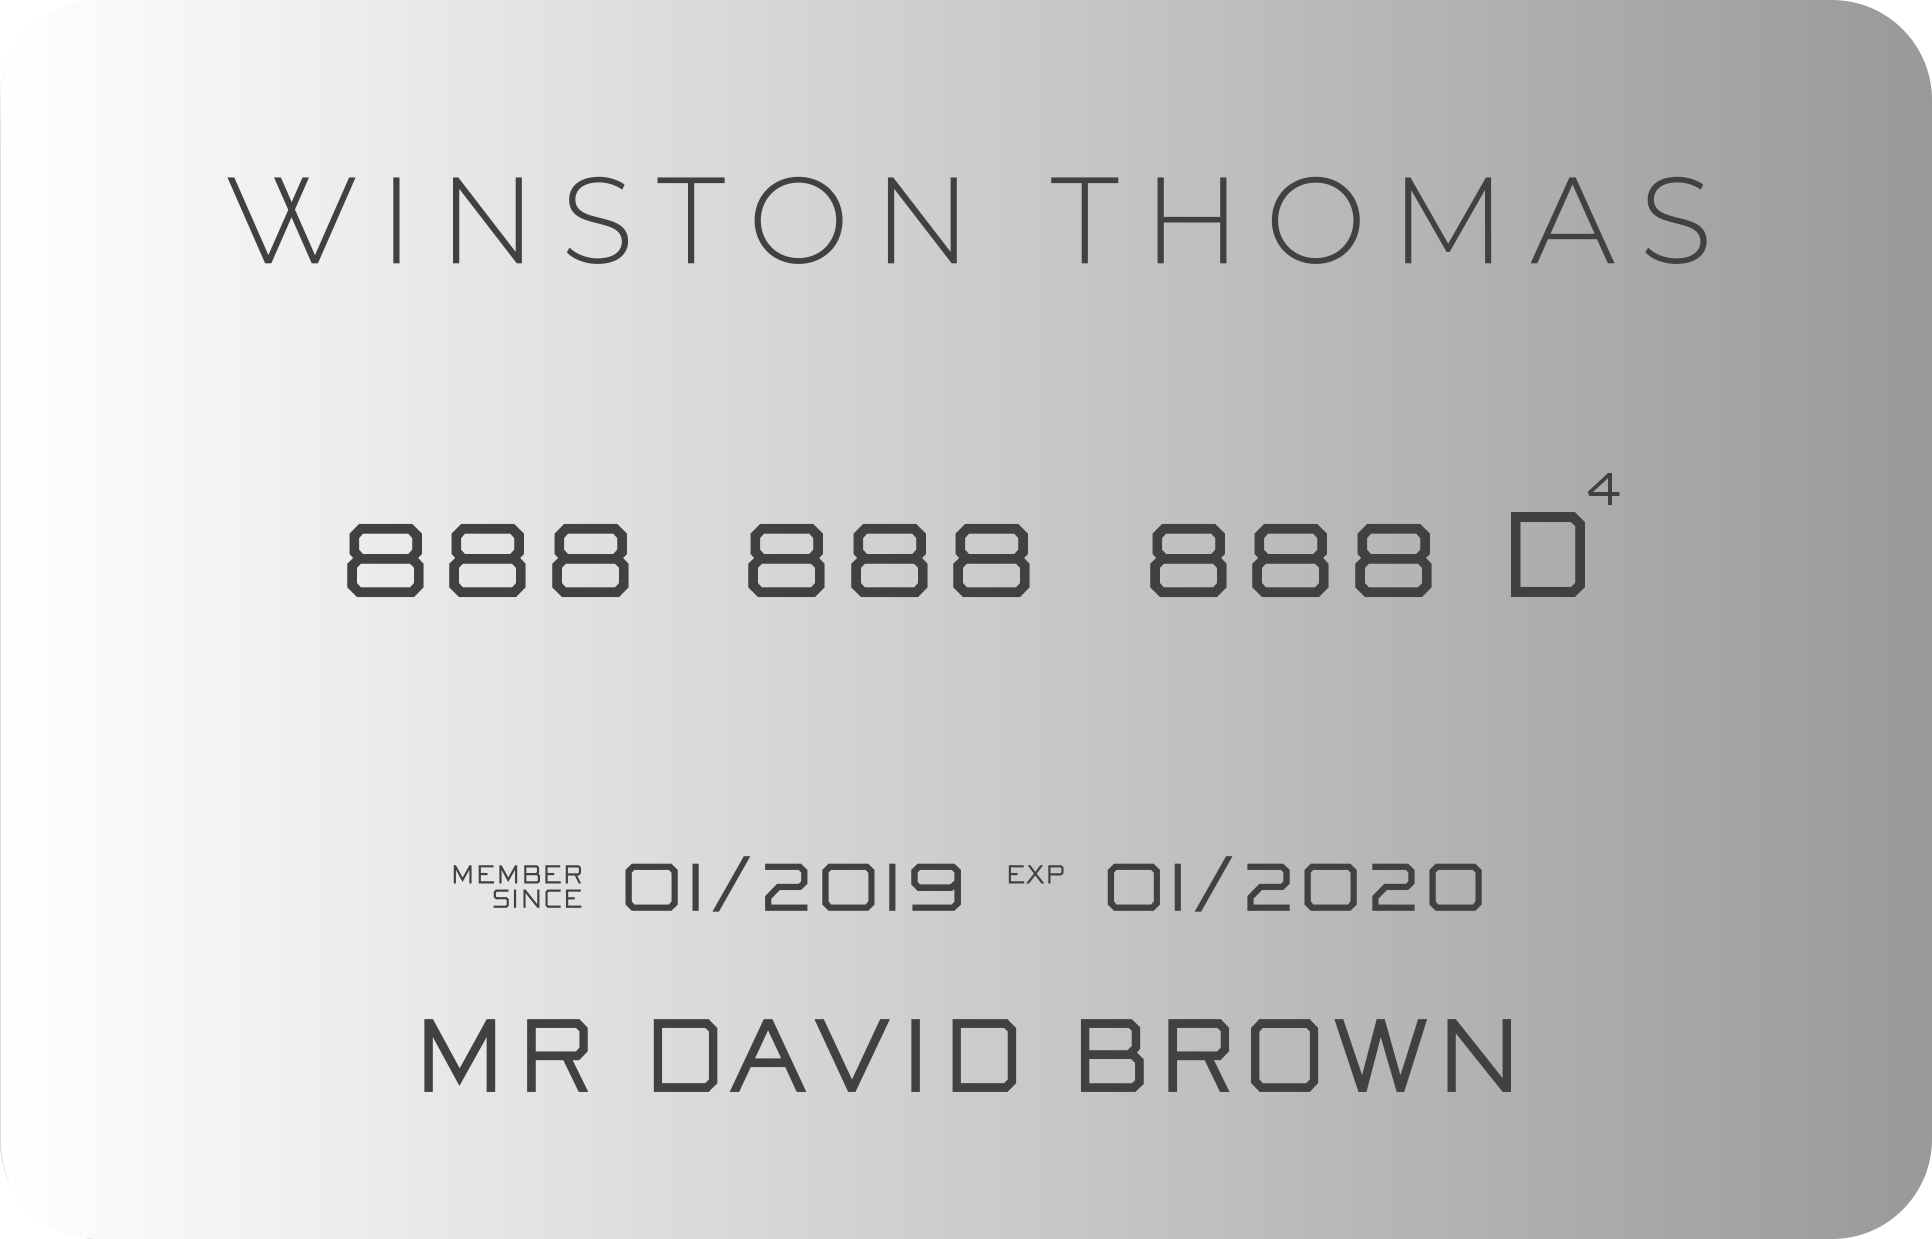 WINSTON THOMAS
888 888 888 D⁴
MEMBER SINCE 01/2019 EXP 01/2020
MR DAVID BROWN